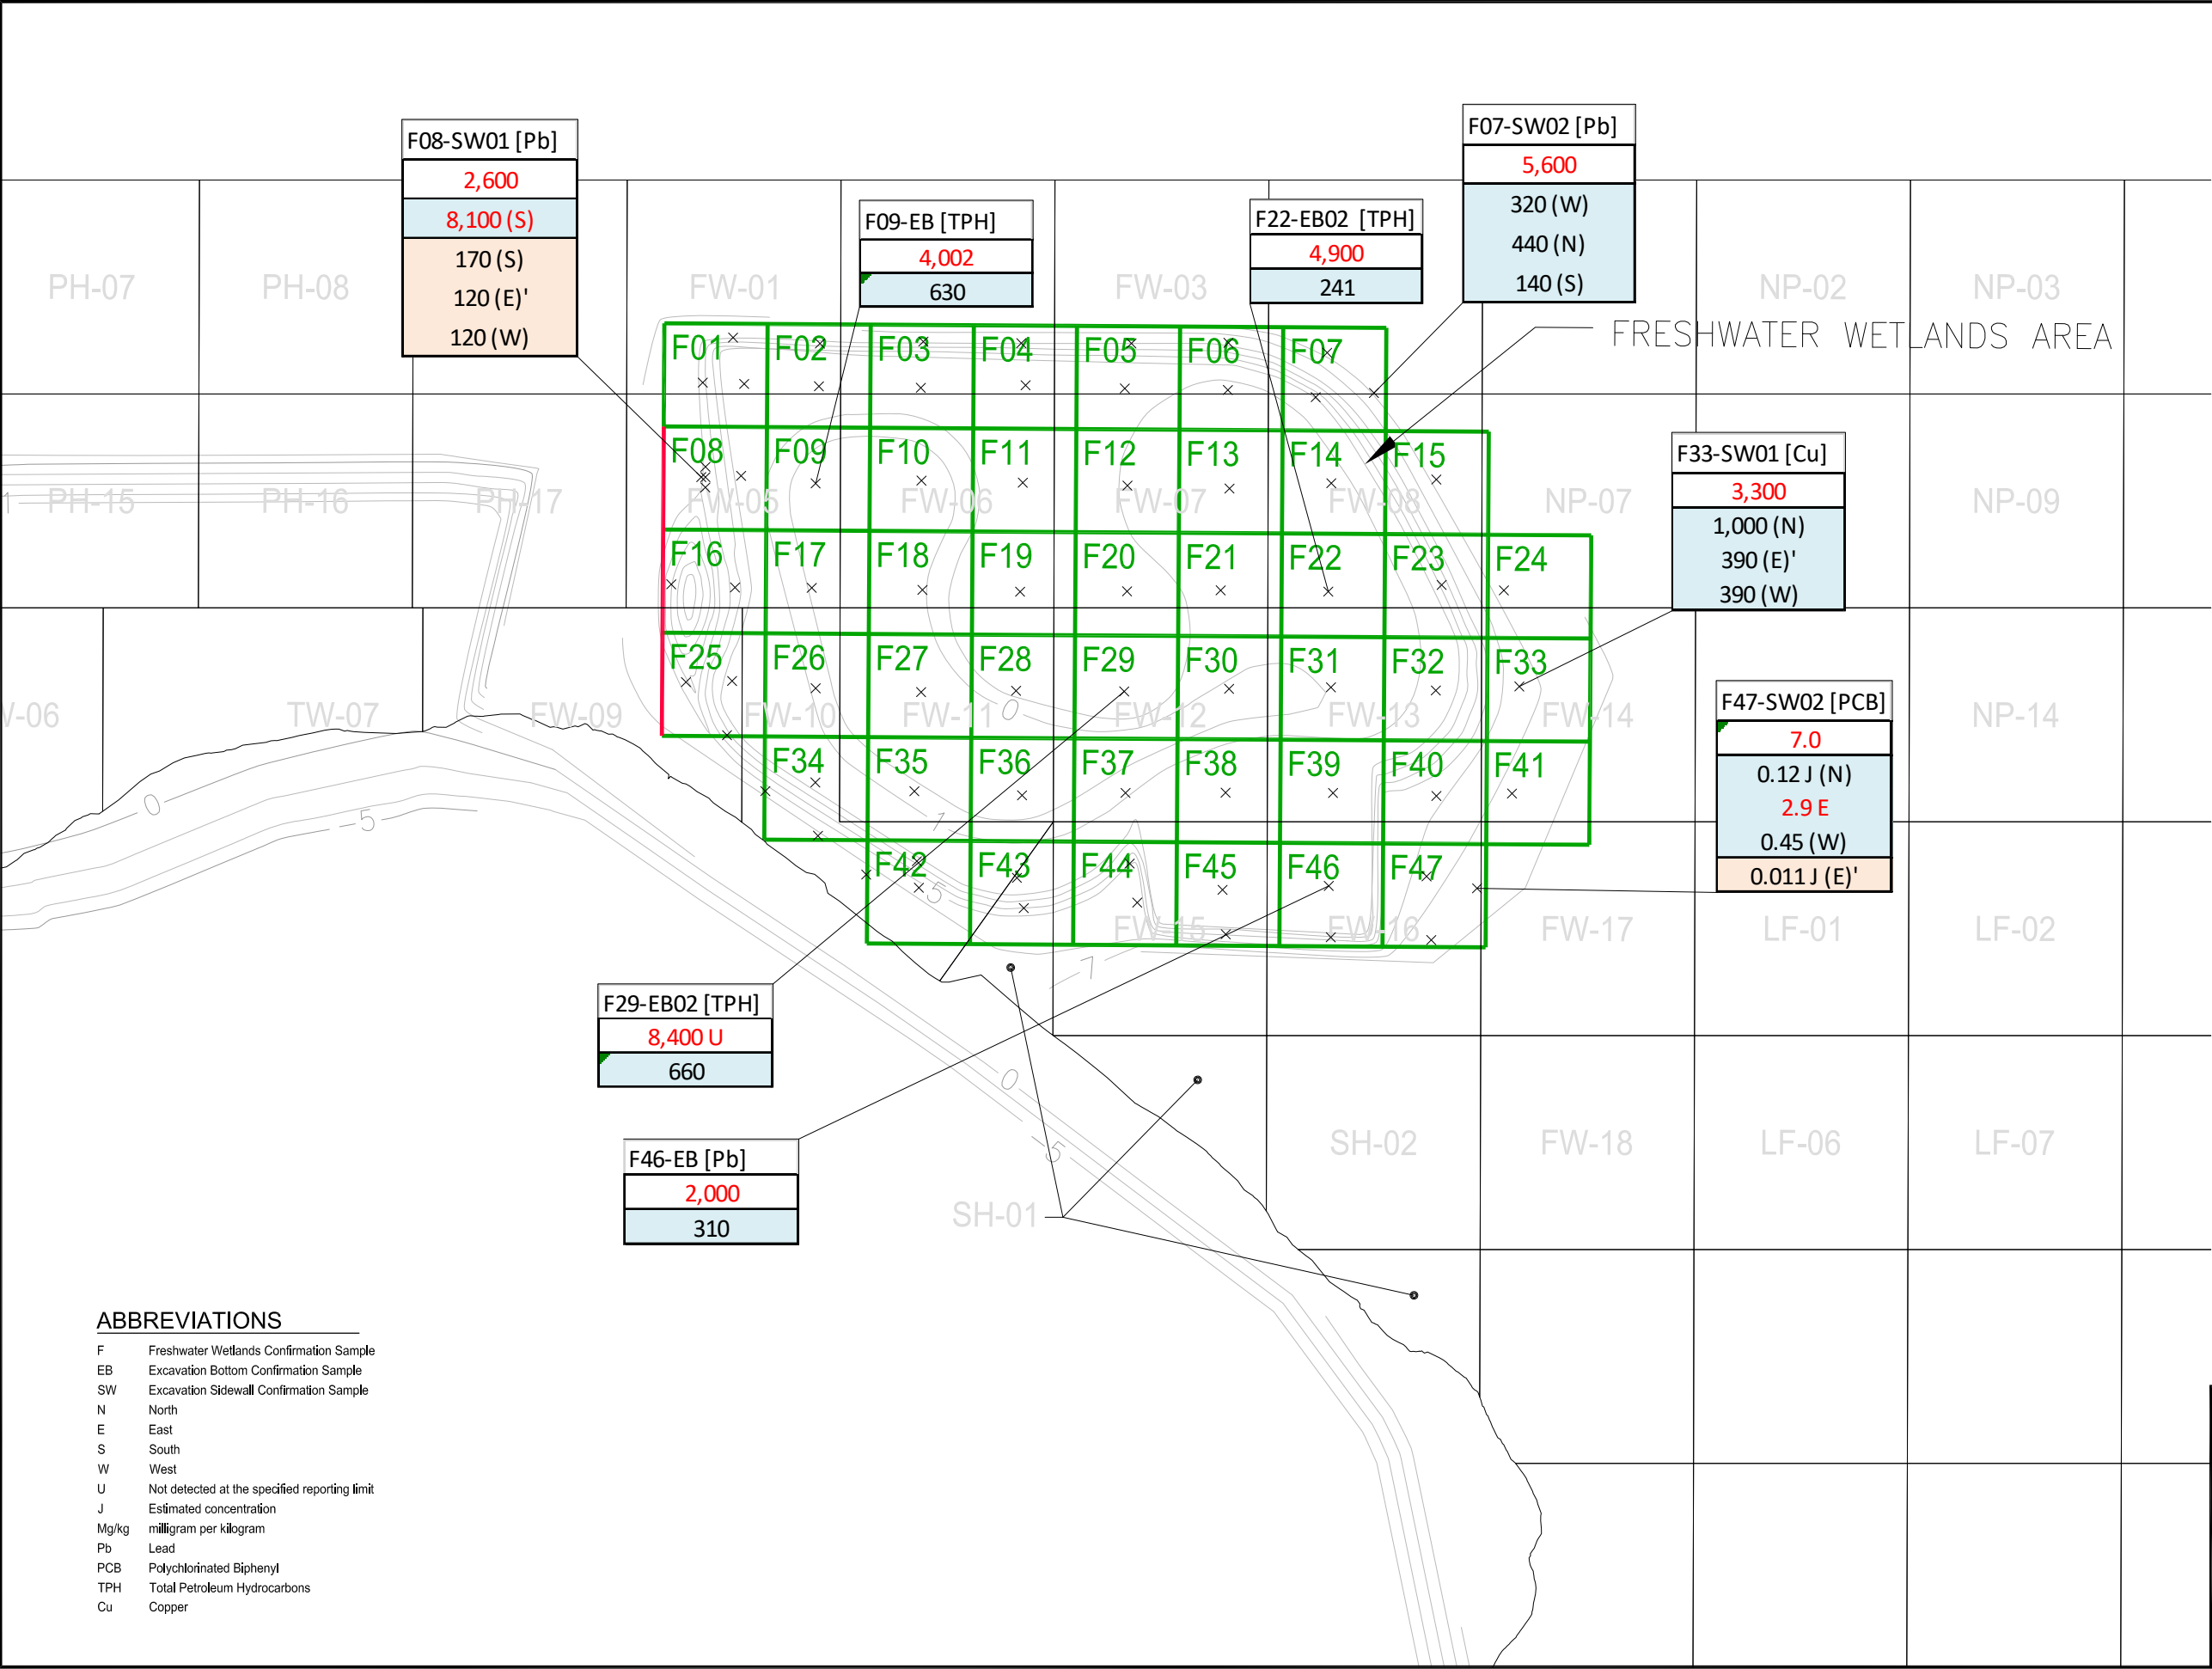 F08-SW01 [Pb]
2,600
8,100 (S)
170 (S)
120 (E)'
120 (W)
F09-EB [TPH]
4,002
630
F22-EB02 [TPH]
4,900
241
F07-SW02 [Pb]
5,600
320 (W)
440 (N)
140 (S)
PH-07
PH-08
FW-01
FW-03
NP-02
NP-03
FRESHWATER WETLANDS AREA
F01
F02
F03
F04
F05
F06
F07
F08
F09
F10
F11
F12
F13
F14
F15
F33-SW01 [Cu]
3,300
1,000 (N)
390 (E)'
390 (W)
1
PH-15
PH-16
PH-17
FW-05
FW-06
FW-07
FW-08
NP-07
NP-09
F16
F17
F18
F19
F20
F21
F22
F23
F24
F25
F26
F27
F28
F29
F30
F31
F32
F33
-06
TW-07
FW-09
FW-10
FW-11
0
FW-12
FW-13
FW-14
NP-14
F47-SW02 [PCB]
7.0
0.12 J (N)
2.9 E
0.45 (W)
0.011 J (E)'
F34
F35
F36
F37
F38
F39
F40
F41
0
-5
F42
F43
F44
F45
F46
F47
5
FW-15
FW-16
FW-17
LF-01
LF-02
F29-EB02 [TPH]
8,400 U
660
0
-5
F46-EB [Pb]
2,000
310
SH-01
SH-02
FW-18
LF-06
LF-07
ABBREVIATIONS
F Freshwater Wetlands Confirmation Sample
EB Excavation Bottom Confirmation Sample
SW Excavation Sidewall Confirmation Sample
N North
E East
S South
W West
U Not detected at the specified reporting limit
J Estimated concentration
Mg/kg milligram per kilogram
Pb Lead
PCB Polychlorinated Biphenyl
TPH Total Petroleum Hydrocarbons
Cu Copper